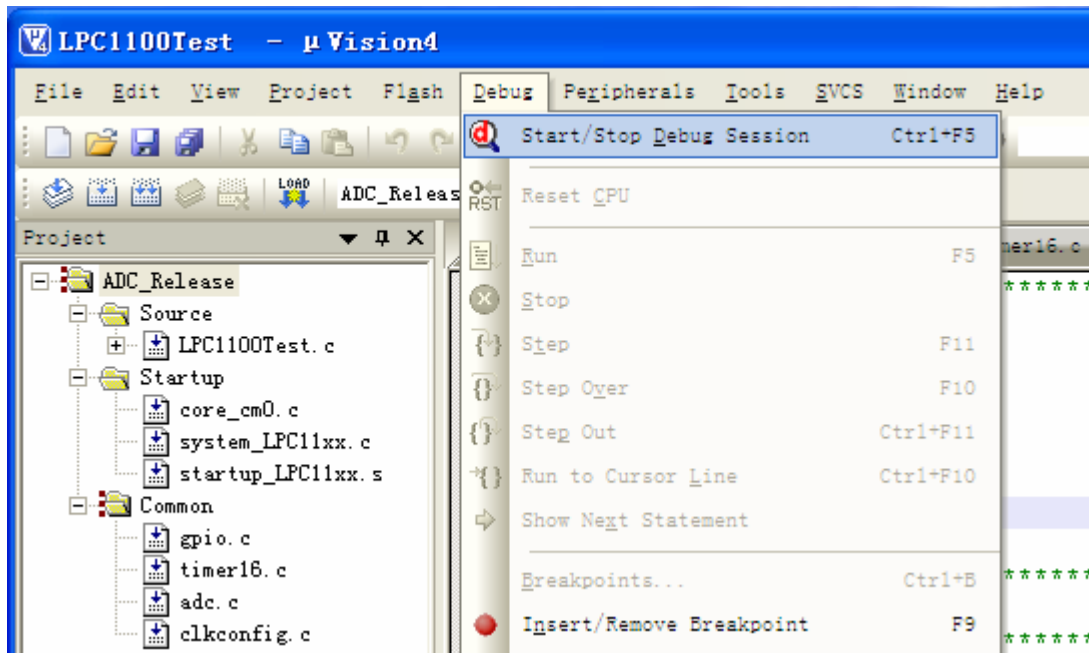 LPC1100Test - µVision4
File Edit View Project Flash Debug Peripherals Tools SVCS Window Help
Start/Stop Debug Session Ctrl+F5
LOAD
ADC_Releas
RST Reset CPU
Project
Run F5
mer16.c
ADC_Release
******
Source
Stop
LPC1100Test.c
Step F11
Startup
Step Over F10
core_cm0.c
system_LPC11xx.c
Step Out Ctrl+F11
startup_LPC11xx.s
Run to Cursor Line Ctrl+F10
Common
Show Next Statement
gpio.c
timer16.c
Breakpoints... Ctrl+B
******
adc.c
clkconfig.c
Insert/Remove Breakpoint F9
******